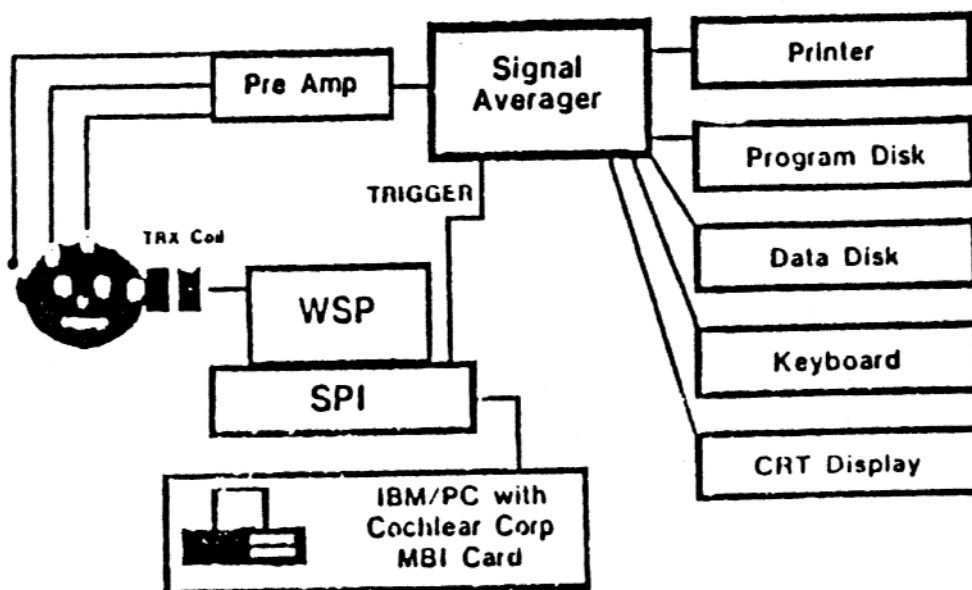 Pre Amp
Signal
Averager
Printer
Program Disk
TRIGGER
TRX Coil
Data Disk
WSP
Keyboard
SPI
CRT Display
IBM/PC with
Cochlear Corp
MBI Card